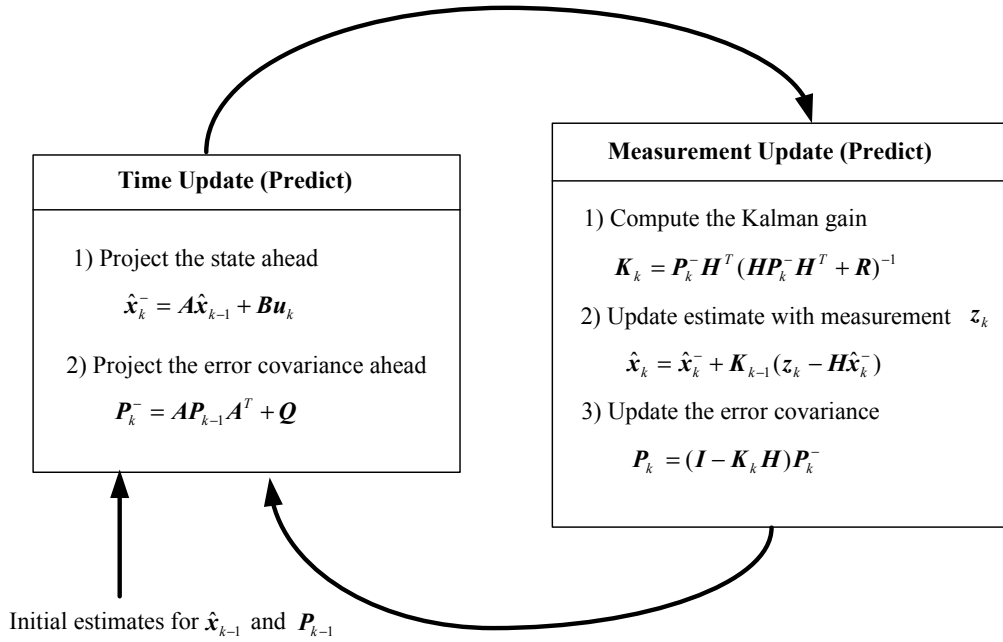 Time Update (Predict)
1) Project the state ahead
x̂ₖ⁻ = Ax̂ₖ₋₁ + Buₖ
2) Project the error covariance ahead
Pₖ⁻ = APₖ₋₁Aᵀ + Q
Initial estimates for x̂ₖ₋₁ and Pₖ₋₁
Measurement Update (Predict)
1) Compute the Kalman gain
Kₖ = Pₖ⁻Hᵀ(HPₖ⁻Hᵀ + R)⁻¹
2) Update estimate with measurement zₖ
x̂ₖ = x̂ₖ⁻ + Kₖ₋₁(zₖ − Hx̂ₖ⁻)
3) Update the error covariance
Pₖ = (I − KₖH)Pₖ⁻